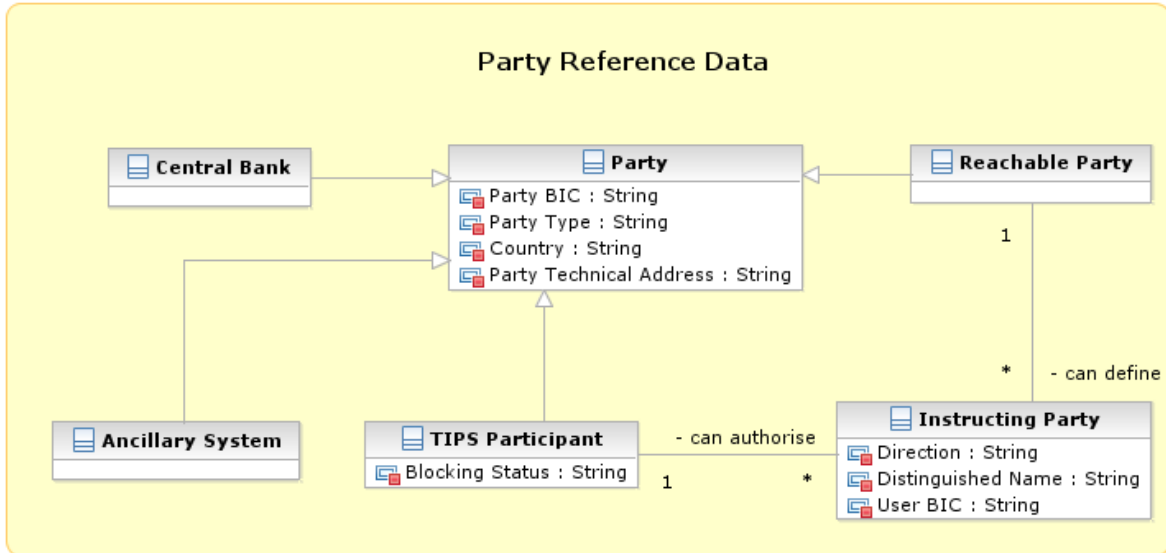 Party Reference Data
Central Bank
Party
Party BIC : String
Party Type : String
Country : String
Party Technical Address : String
Reachable Party
1
* - can define
Ancillary System
TIPS Participant
Blocking Status : String
- can authorise
1 *
Instructing Party
Direction : String
Distinguished Name : String
User BIC : String